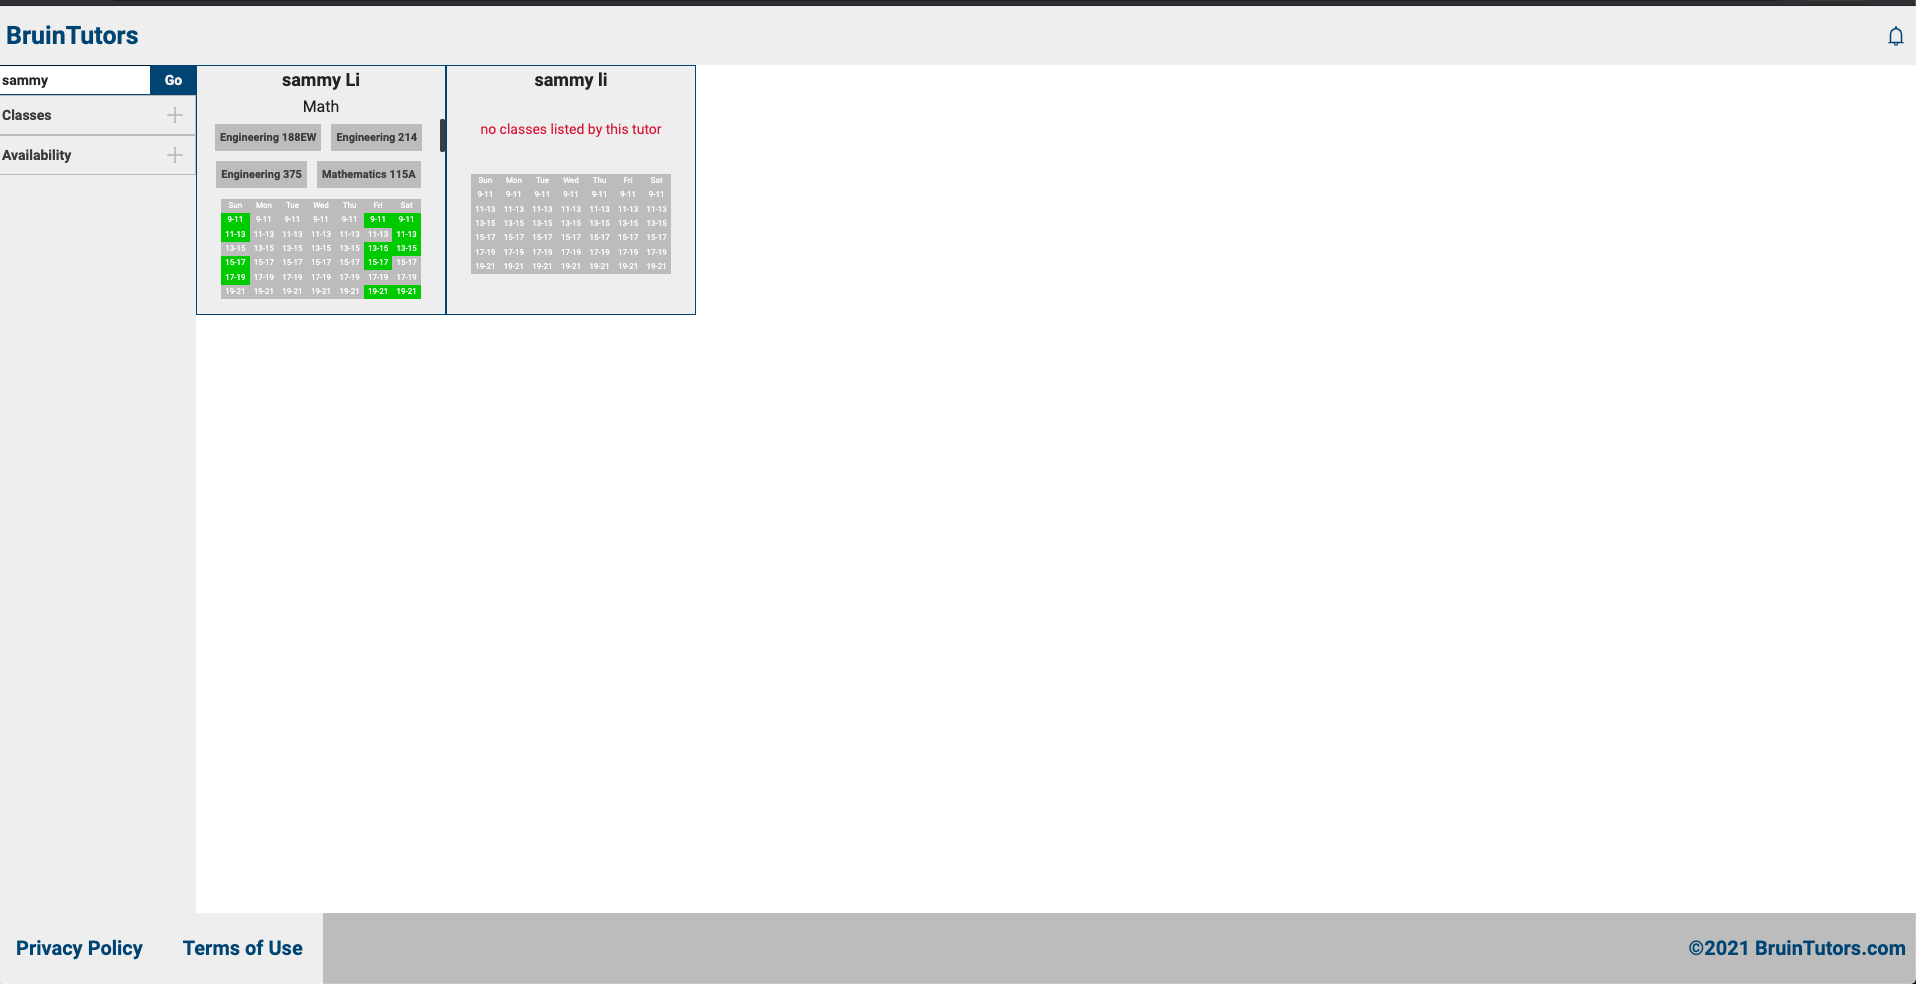 BruinTutors
sammy Go
Classes
Availability
sammy Li
Math
Engineering 188EW Engineering 214
Engineering 375 Mathematics 115A
Sun Mon Tue Wed Thu Fri Sat
9-11 9-11 9-11 9-11 9-11 9-11 9-11
11-13 11-13 11-13 11-13 11-13 11-13 11-13
13-15 13-15 13-15 13-15 13-15 13-15 13-15
15-17 15-17 15-17 15-17 15-17 15-17 15-17
17-19 17-19 17-19 17-19 17-19 17-19 17-19
19-21 19-21 19-21 19-21 19-21 19-21 19-21
sammy li
no classes listed by this tutor
Sun Mon Tue Wed Thu Fri Sat
9-11 9-11 9-11 9-11 9-11 9-11 9-11
11-13 11-13 11-13 11-13 11-13 11-13 11-13
13-15 13-15 13-15 13-15 13-15 13-15 13-15
15-17 15-17 15-17 15-17 15-17 15-17 15-17
17-19 17-19 17-19 17-19 17-19 17-19 17-19
19-21 19-21 19-21 19-21 19-21 19-21 19-21
Privacy Policy Terms of Use ©2021 BruinTutors.com